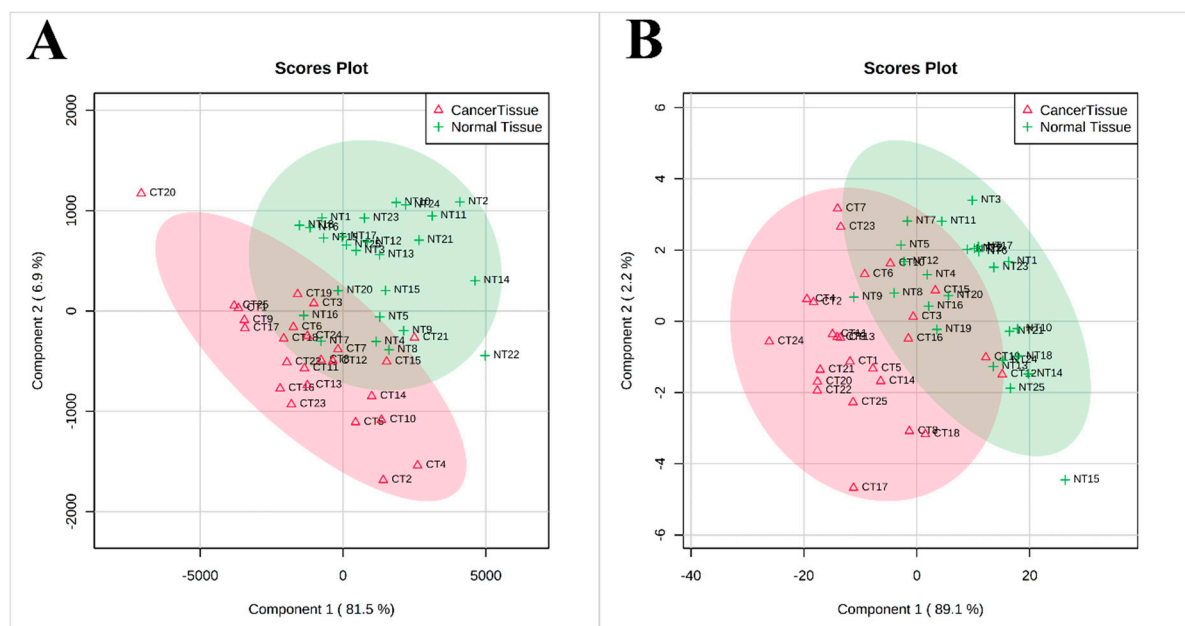 A
Scores Plot
CancerTissue
Normal Tissue
Component 2 ( 6.9 %)
2000
1000
0
-1000
-2000
CT20
NT1
NT23
NT24
NT2
NT11
NT17
NT12
NT21
NT3
NT13
NT14
NT20
NT15
CT19
CT3
NT16
NT5
CT25
CT9
CT17
CT6
CT24
NT9
CT21
NT7
NT4
NT8
NT22
CT7
CT12
CT15
CT11
CT13
CT16
CT23
CT14
CT10
CT4
CT2
-5000
0
5000
Component 1 ( 81.5 %)
B
Scores Plot
CancerTissue
Normal Tissue
Component 2 ( 2.2 %)
6
4
2
0
-2
-4
-6
CT7
CT23
NT3
NT7
NT11
NT5
NT12
NT1
NT23
CT6
NT4
CT15
NT9
NT8
NT20
NT16
CT4
CT2
CT3
NT19
NT10
CT24
CT16
NT18
CT1
CT5
CT21
NT13
NT14
CT20
CT14
CT22
NT25
CT25
CT18
CT17
NT15
-40
-20
0
20
Component 1 ( 89.1 %)